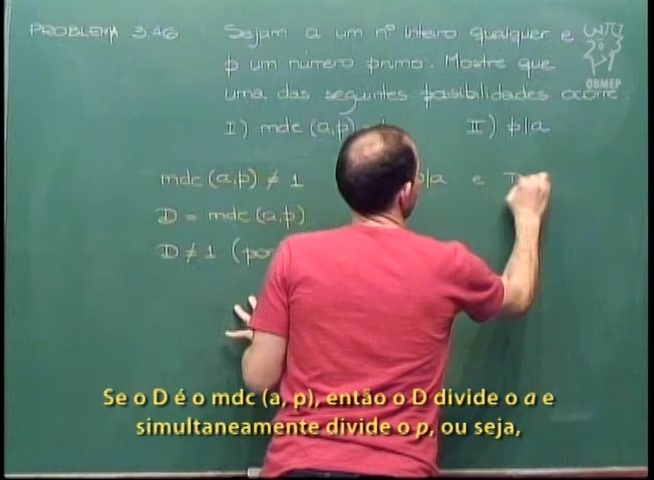 PROBLEMA 3.46 : Sejam a um nº inteiro qualquer e
p um número primo. Mostre que
uma das seguintes possibilidades ocorre:
I) mdc (a,p) II) p|a
mdc (a,p) ≠ 1 |a e D
D = mdc (a,p)
D ≠ 1 (por
OBMEP
Se o D é o mdc (a, p), então o D divide o a e
simultaneamente divide o p, ou seja,